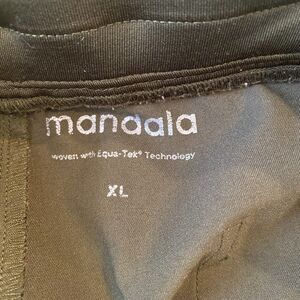 mandala
woven with Equa-Tek® Technology
XL